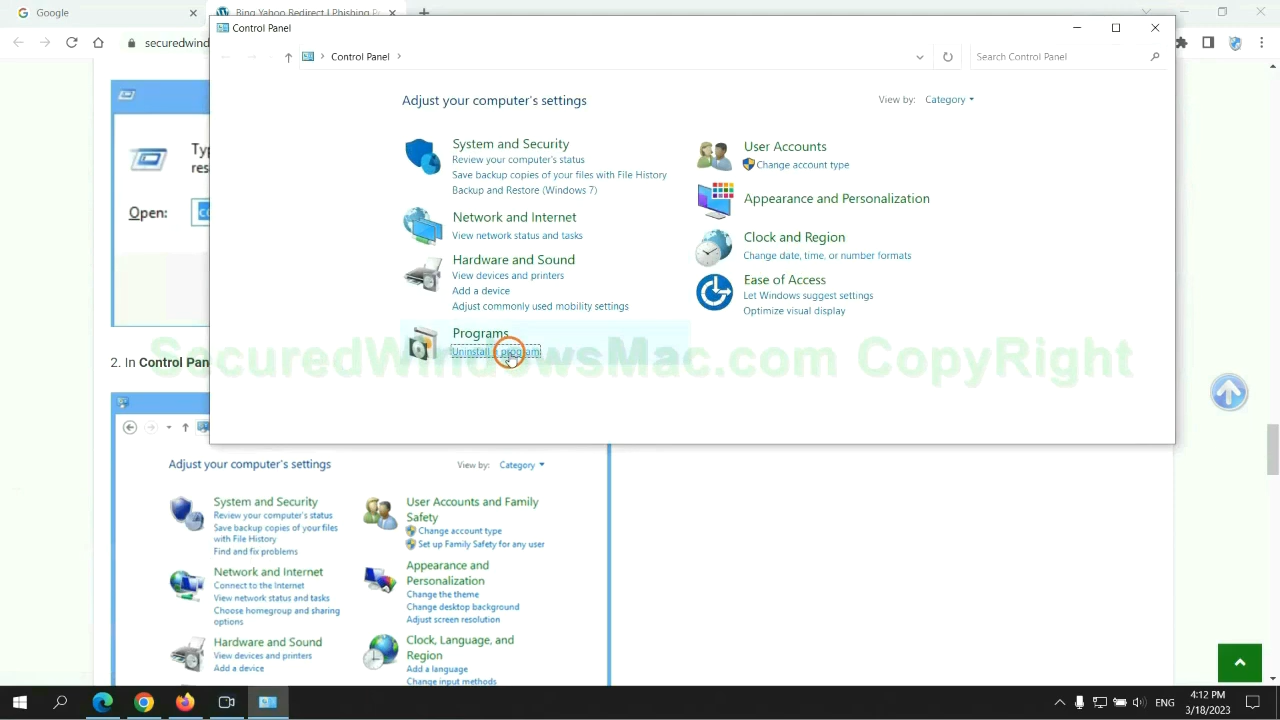 Google
Bing Yahoo Redirect | Phishing
securedwind
Control Panel
Control Panel
Search Control Panel
Adjust your computer's settings
View by: Category
System and Security
Review your computer's status
Save backup copies of your files with File History
Backup and Restore (Windows 7)
Network and Internet
View network status and tasks
Hardware and Sound
View devices and printers
Add a device
Adjust commonly used mobility settings
Programs
Uninstall a program
User Accounts
Change account type
Appearance and Personalization
Clock and Region
Change date, time, or number formats
Ease of Access
Let Windows suggest settings
Optimize visual display
SecuredWindowsMac.com CopyRight
Typ
res
Open: co
2. In Control Pan
Adjust your computer's settings
View by: Category
System and Security
Review your computer's status
Save backup copies of your files
with File History
Find and fix problems
Network and Internet
Connect to the Internet
View network status and tasks
Choose homegroup and sharing
options
Hardware and Sound
View devices and printers
Add a device
User Accounts and Family
Safety
Change account type
Set up Family Safety for any user
Appearance and
Personalization
Change the theme
Change desktop background
Adjust screen resolution
Clock, Language, and
Region
Add a language
Change input methods
ENG
4:12 PM
3/18/2023